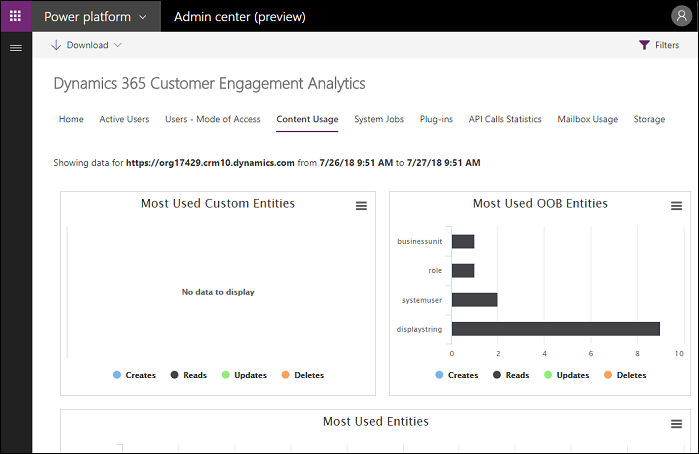 Power platform Admin center (preview)
Download Filters
Dynamics 365 Customer Engagement Analytics
Home Active Users Users - Mode of Access Content Usage System Jobs Plug-ins API Calls Statistics Mailbox Usage Storage
Showing data for https://org17429.crm10.dynamics.com from 7/26/18 9:51 AM to 7/27/18 9:51 AM
Most Used Custom Entities
No data to display
Creates Reads Updates Deletes
Most Used OOB Entities
businessunit
role
systemuser
displaystring
0 2 4 6 8 10
Creates Reads Updates Deletes
Most Used Entities